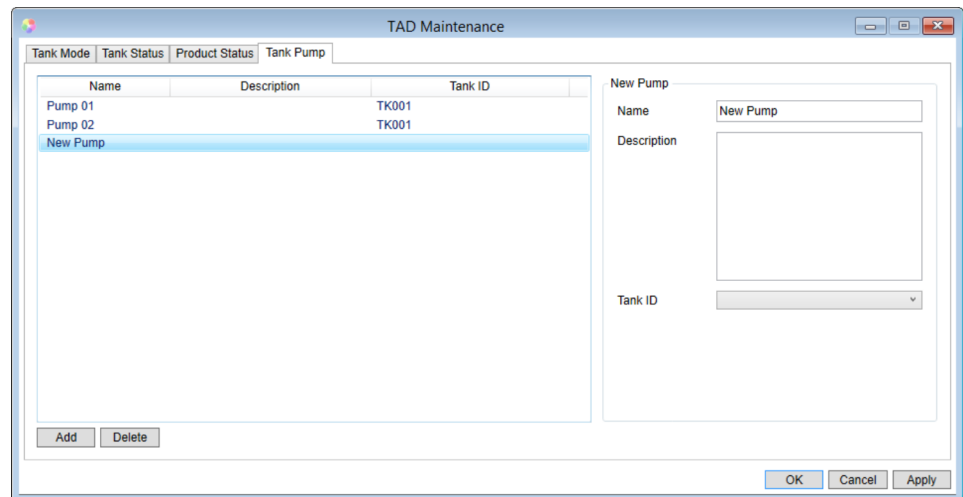 TAD Maintenance
Tank Mode Tank Status Product Status Tank Pump
Name Description Tank ID
Pump 01 TK001
Pump 02 TK001
New Pump
New Pump
Name New Pump
Description
Tank ID
Add Delete
OK Cancel Apply